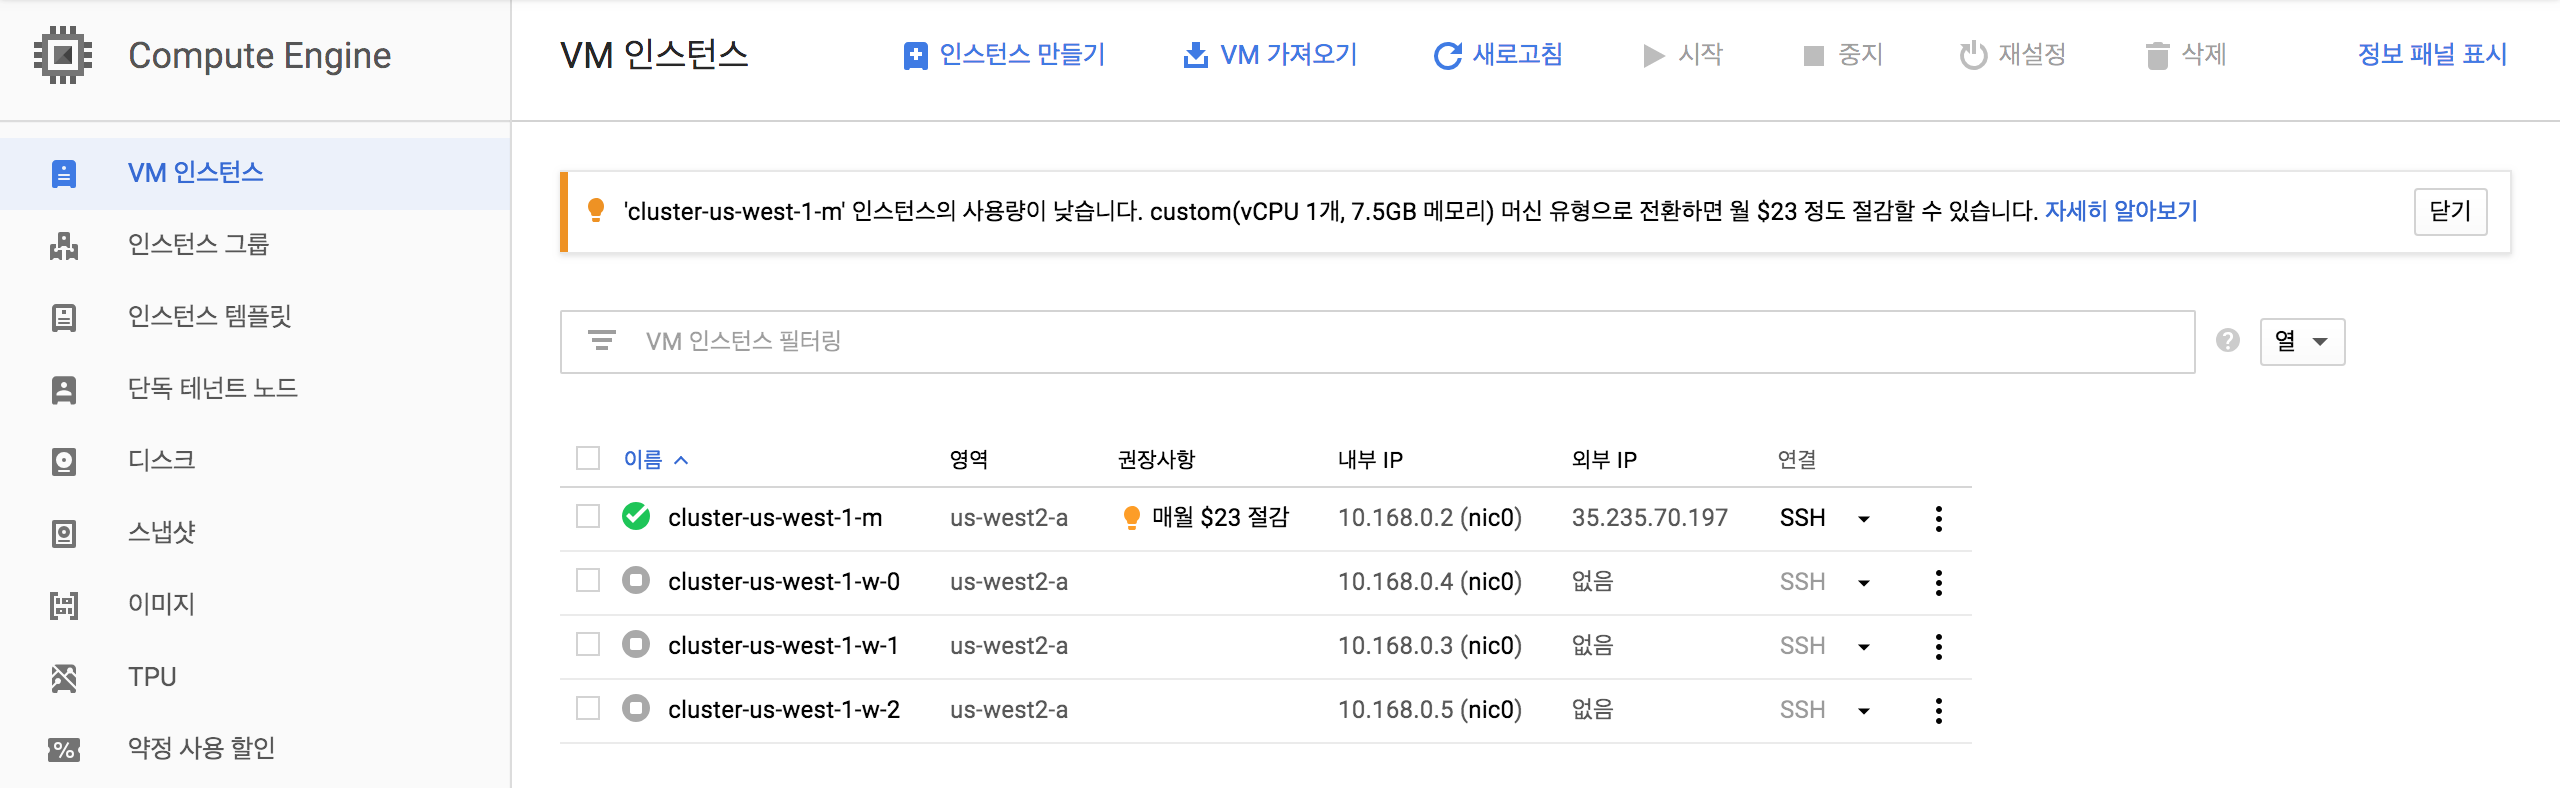 Compute Engine
VM 인스턴스
인스턴스 만들기
VM 가져오기
새로고침
시작
중지
재설정
삭제
정보 패널 표시
VM 인스턴스
인스턴스 그룹
인스턴스 템플릿
단독 테넌트 노드
디스크
스냅샷
이미지
TPU
약정 사용 할인
'cluster-us-west-1-m' 인스턴스의 사용량이 낮습니다. custom(vCPU 1개, 7.5GB 메모리) 머신 유형으로 전환하면 월 $23 정도 절감할 수 있습니다. 자세히 알아보기
닫기
VM 인스턴스 필터링
?
열
이름 영역 권장사항 내부 IP 외부 IP 연결
cluster-us-west-1-m us-west2-a 매월 $23 절감 10.168.0.2 (nic0) 35.235.70.197 SSH
cluster-us-west-1-w-0 us-west2-a 10.168.0.4 (nic0) 없음 SSH
cluster-us-west-1-w-1 us-west2-a 10.168.0.3 (nic0) 없음 SSH
cluster-us-west-1-w-2 us-west2-a 10.168.0.5 (nic0) 없음 SSH